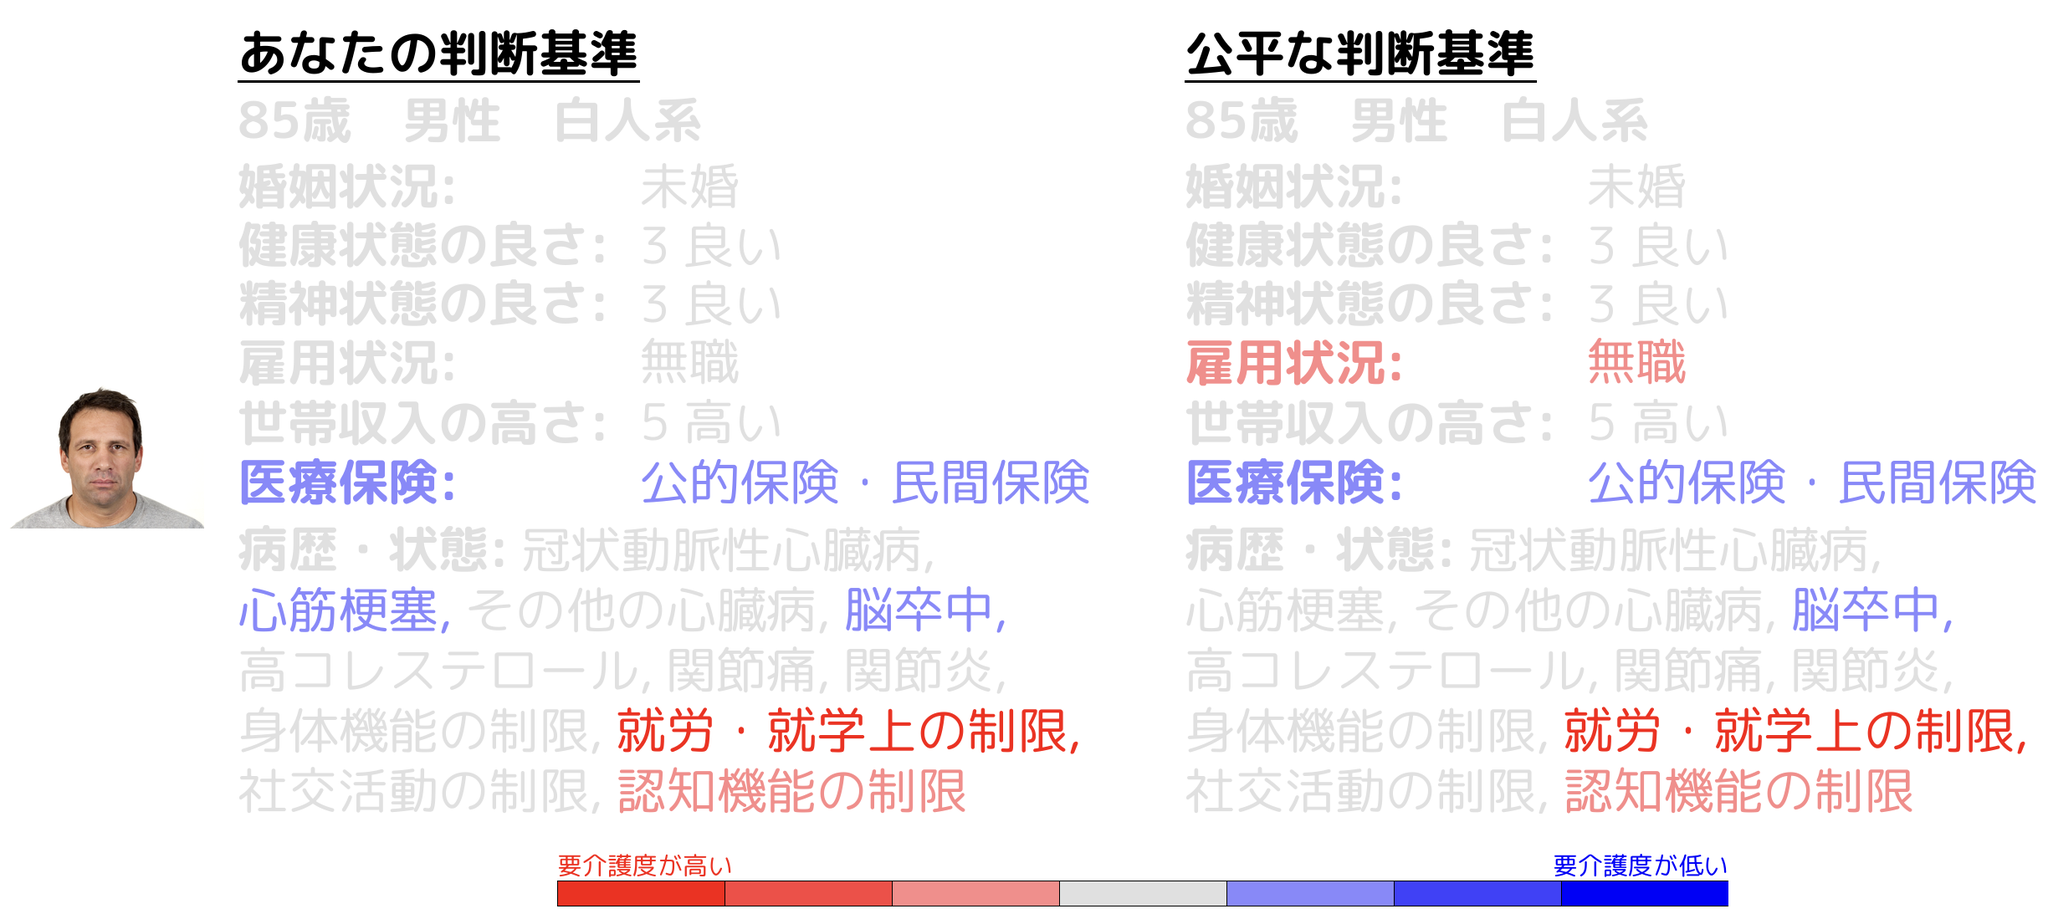 あなたの判断基準
85歳 男性 白人系
婚姻状況: 未婚
健康状態の良さ: 3 良い
精神状態の良さ: 3 良い
雇用状況: 無職
世帯収入の高さ: 5 高い
医療保険: 公的保険・民間保険
病歴・状態: 冠状動脈性心臓病,
心筋梗塞, その他の心臓病, 脳卒中,
高コレステロール, 関節痛, 関節炎,
身体機能の制限, 就労・就学上の制限,
社交活動の制限, 認知機能の制限
公平な判断基準
85歳 男性 白人系
婚姻状況: 未婚
健康状態の良さ: 3 良い
精神状態の良さ: 3 良い
雇用状況: 無職
世帯収入の高さ: 5 高い
医療保険: 公的保険・民間保険
病歴・状態: 冠状動脈性心臓病,
心筋梗塞, その他の心臓病, 脳卒中,
高コレステロール, 関節痛, 関節炎,
身体機能の制限, 就労・就学上の制限,
社交活動の制限, 認知機能の制限
要介護度が高い
要介護度が低い